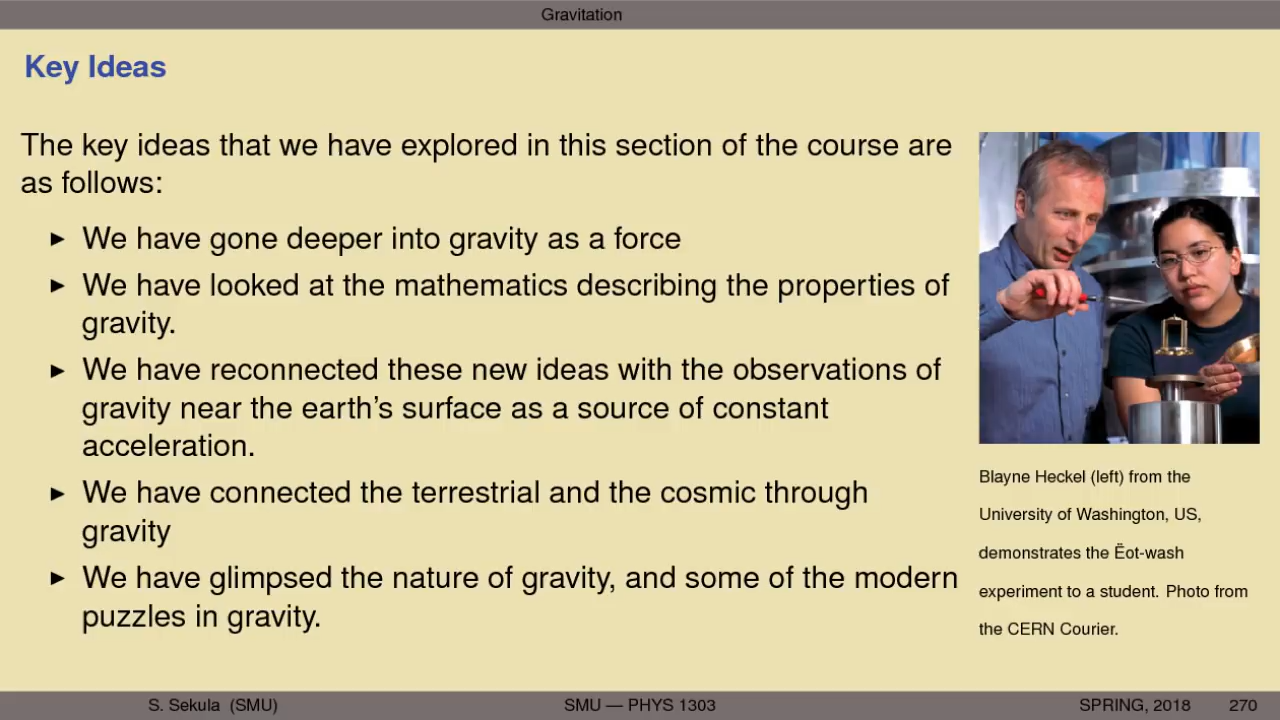 Gravitation
Key Ideas
The key ideas that we have explored in this section of the course are
as follows:
► We have gone deeper into gravity as a force
► We have looked at the mathematics describing the properties of
gravity.
► We have reconnected these new ideas with the observations of
gravity near the earth's surface as a source of constant
acceleration.
► We have connected the terrestrial and the cosmic through
gravity
► We have glimpsed the nature of gravity, and some of the modern
puzzles in gravity.
Blayne Heckel (left) from the
University of Washington, US,
demonstrates the Ëot-wash
experiment to a student. Photo from
the CERN Courier.
S. Sekula (SMU) SMU — PHYS 1303 SPRING, 2018 270